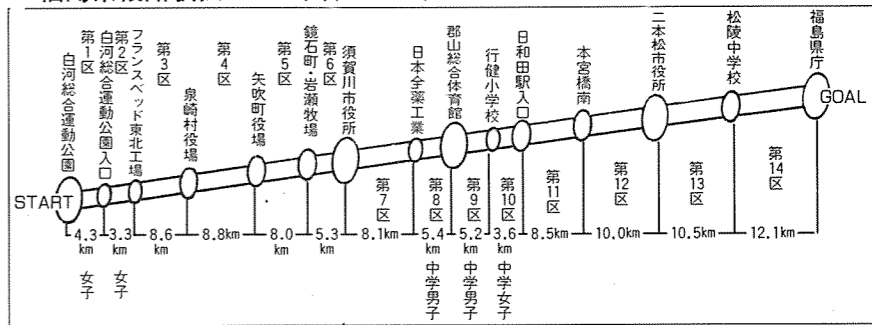 白河総合運動公園
第1区
白河総合運動公園入口
第2区
フランスベッド東北工場
第3区
泉崎村役場
第4区
矢吹町役場
第5区
鏡石町・岩瀬牧場
第6区
須賀川市役所
日本全薬工業
郡山総合体育館
行健小学校
日和田駅入口
本宮橋南
二本松市役所
松陵中学校
福島県庁
START
GOAL
第7区
第8区
第9区
第10区
第11区
第12区
第13区
第14区
4.3km
3.3km
8.6km
8.8km
8.0km
5.3km
8.1km
5.4km
5.2km
3.6km
8.5km
10.0km
10.5km
12.1km
女子
女子
中学男子
中学男子
中学女子